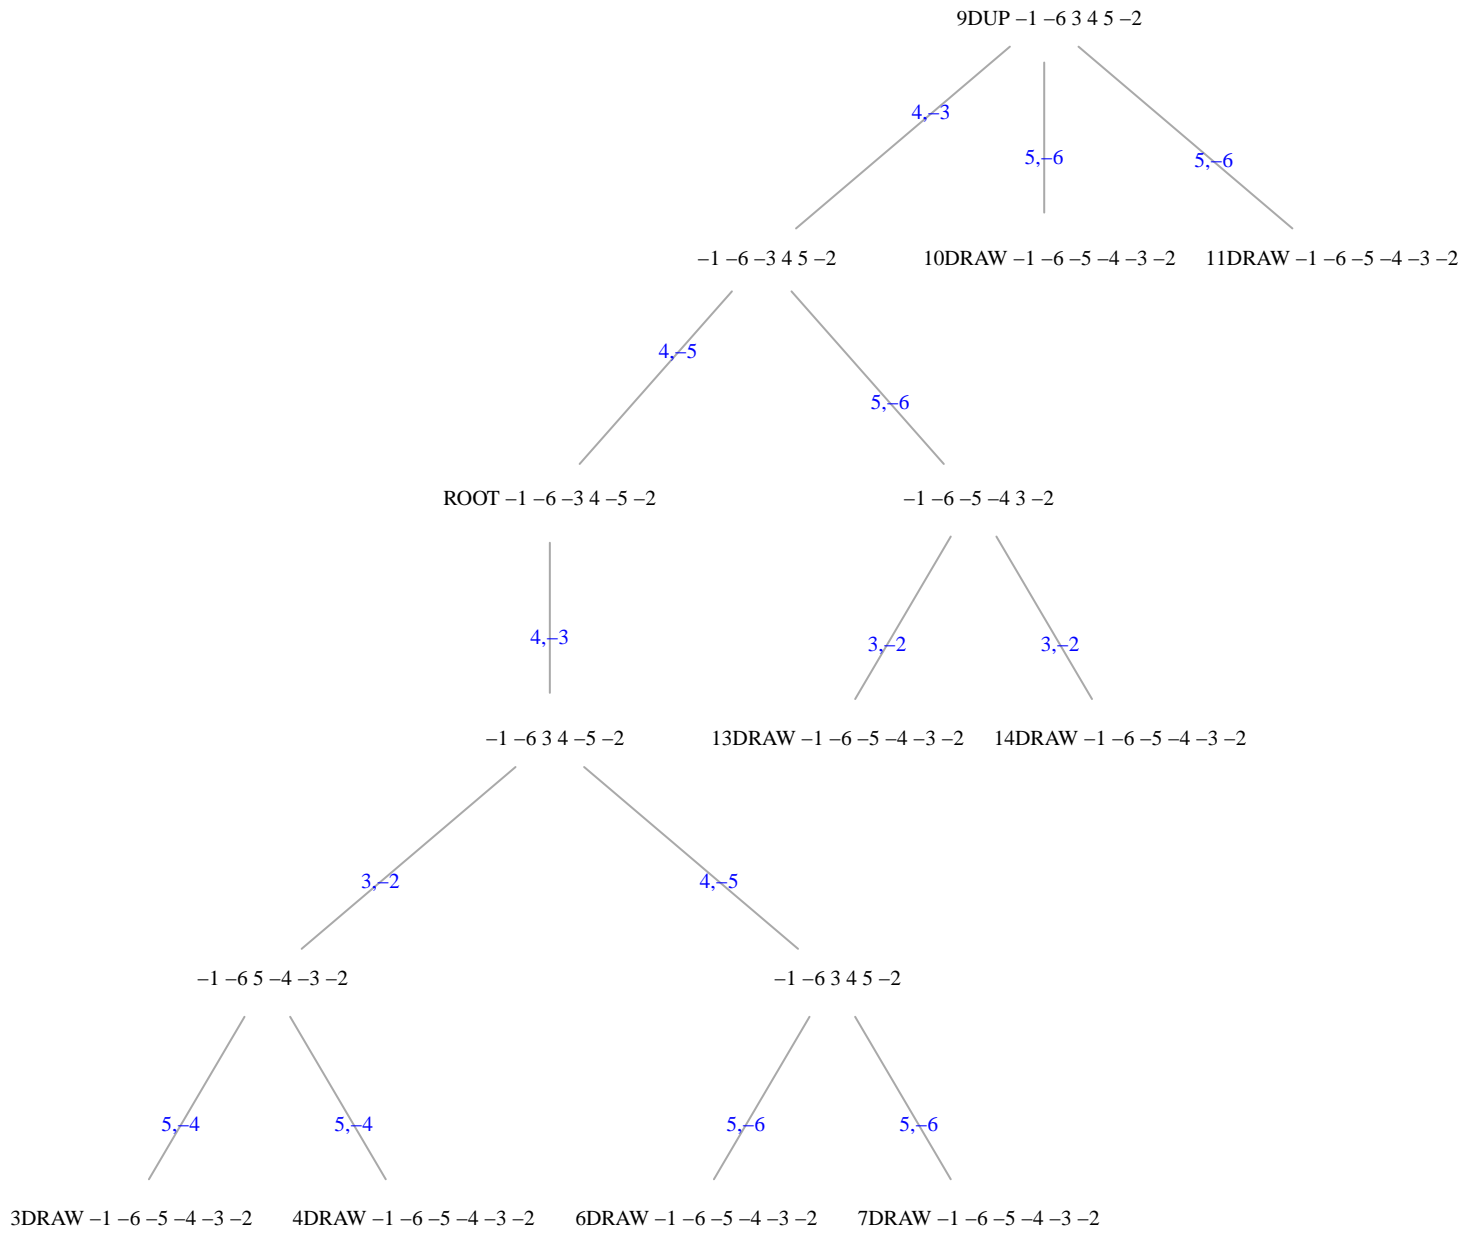 9DUP –1 –6 3 4 5 –2
4,–3
5,–6
5,–6
–1 –6 –3 4 5 –2
10DRAW –1 –6 –5 –4 –3 –2
11DRAW –1 –6 –5 –4 –3 –2
4,–5
5,–6
ROOT –1 –6 –3 4 –5 –2
–1 –6 –5 –4 3 –2
4,–3
3,–2
3,–2
–1 –6 3 4 –5 –2
13DRAW –1 –6 –5 –4 –3 –2
14DRAW –1 –6 –5 –4 –3 –2
3,–2
4,–5
–1 –6 5 –4 –3 –2
–1 –6 3 4 5 –2
5,–4
5,–4
5,–6
5,–6
3DRAW –1 –6 –5 –4 –3 –2
4DRAW –1 –6 –5 –4 –3 –2
6DRAW –1 –6 –5 –4 –3 –2
7DRAW –1 –6 –5 –4 –3 –2